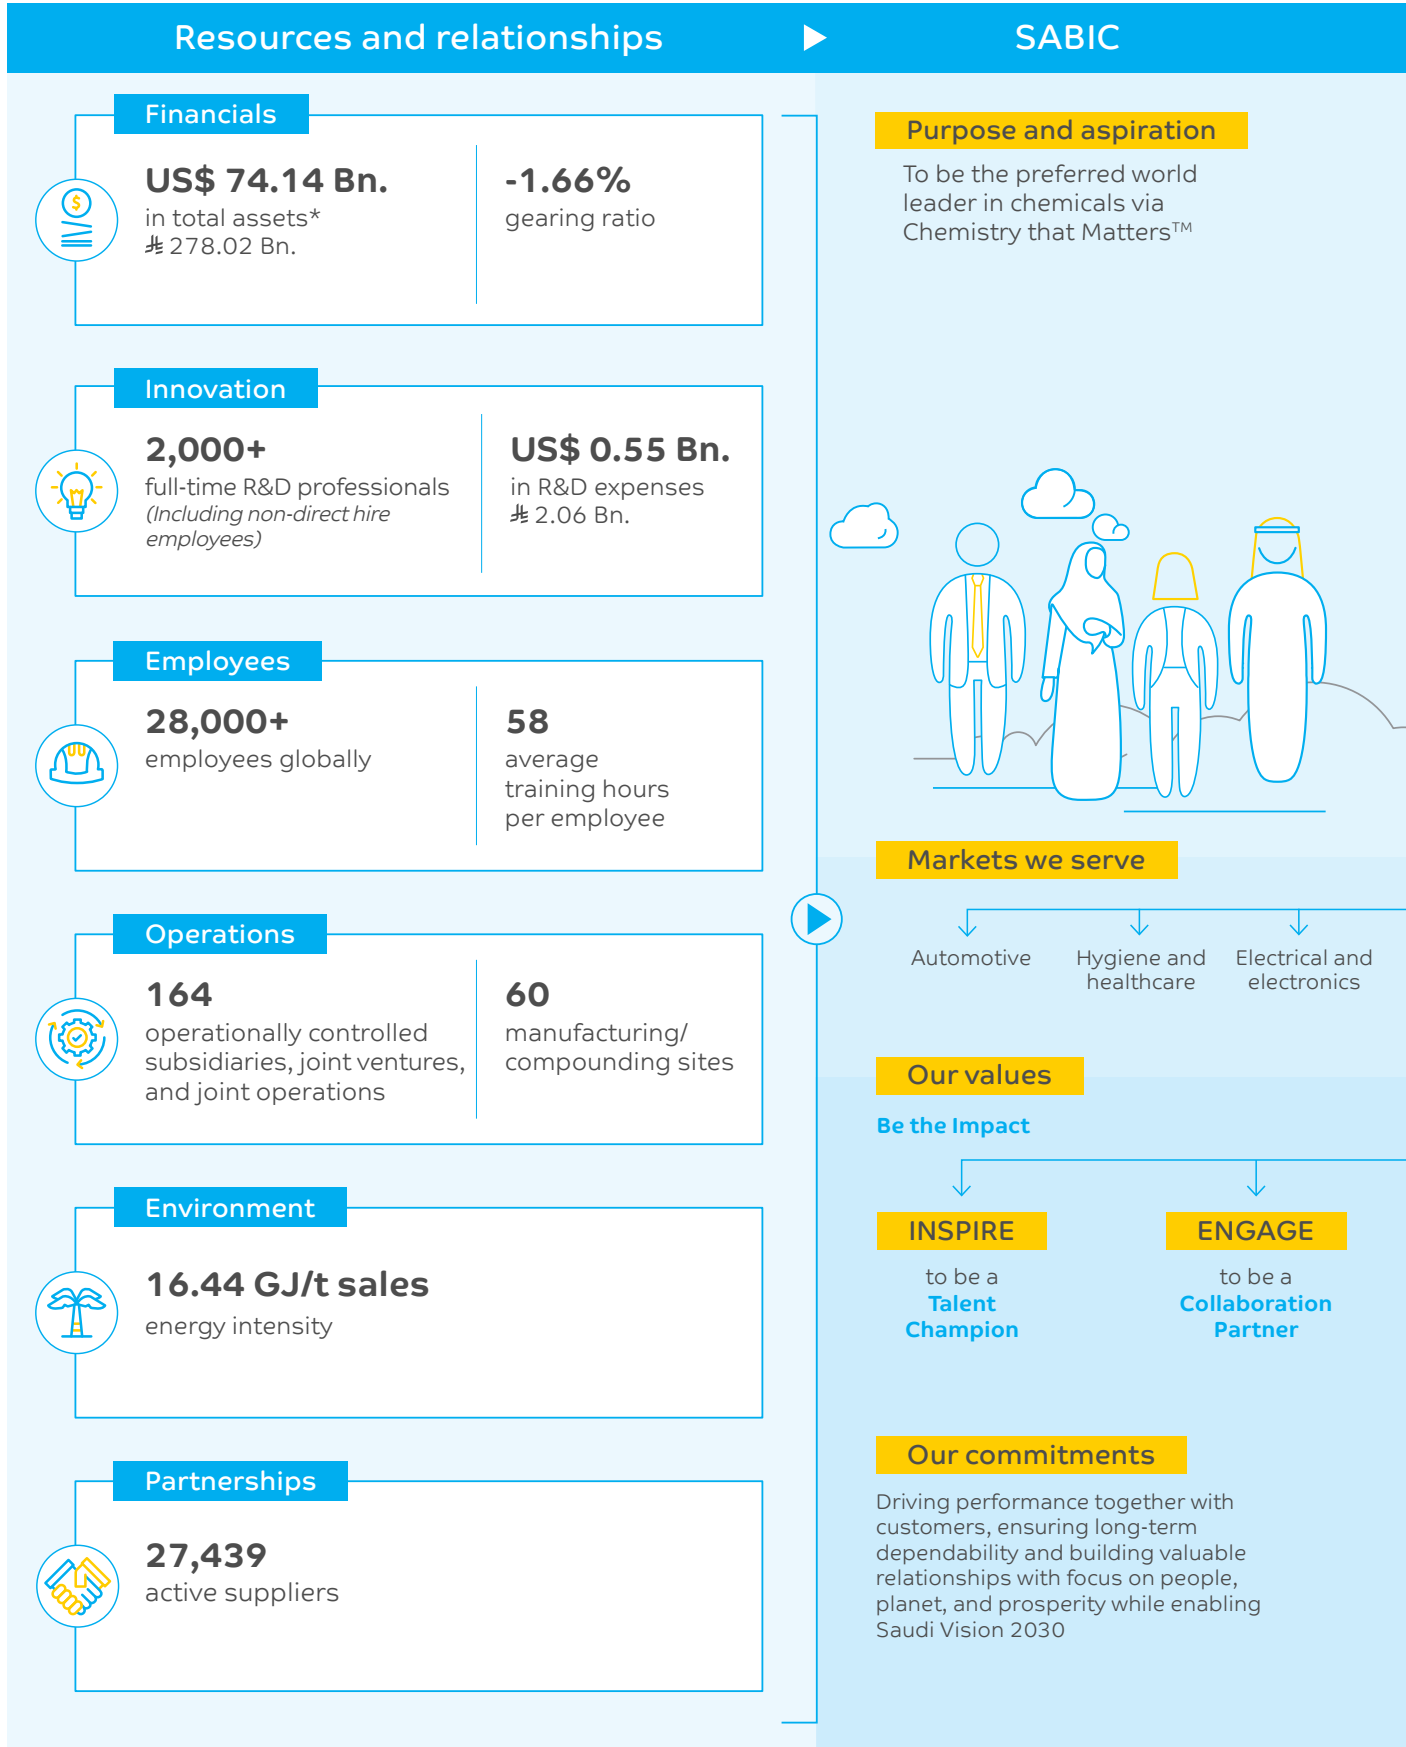 Resources and relationships
SABIC
Financials
US$ 74.14 Bn.
in total assets*
⃁ 278.02 Bn.
-1.66%
gearing ratio
Innovation
2,000+
full-time R&D professionals
(Including non-direct hire
employees)
US$ 0.55 Bn.
in R&D expenses
⃁ 2.06 Bn.
Employees
28,000+
employees globally
58
average
training hours
per employee
Operations
164
operationally controlled
subsidiaries, joint ventures,
and joint operations
60
manufacturing/
compounding sites
Environment
16.44 GJ/t sales
energy intensity
Partnerships
27,439
active suppliers
Purpose and aspiration
To be the preferred world
leader in chemicals via
Chemistry that Matters™
Markets we serve
Automotive
Hygiene and
healthcare
Electrical and
electronics
Our values
Be the Impact
INSPIRE
to be a
Talent
Champion
ENGAGE
to be a
Collaboration
Partner
Our commitments
Driving performance together with
customers, ensuring long-term
dependability and building valuable
relationships with focus on people,
planet, and prosperity while enabling
Saudi Vision 2030